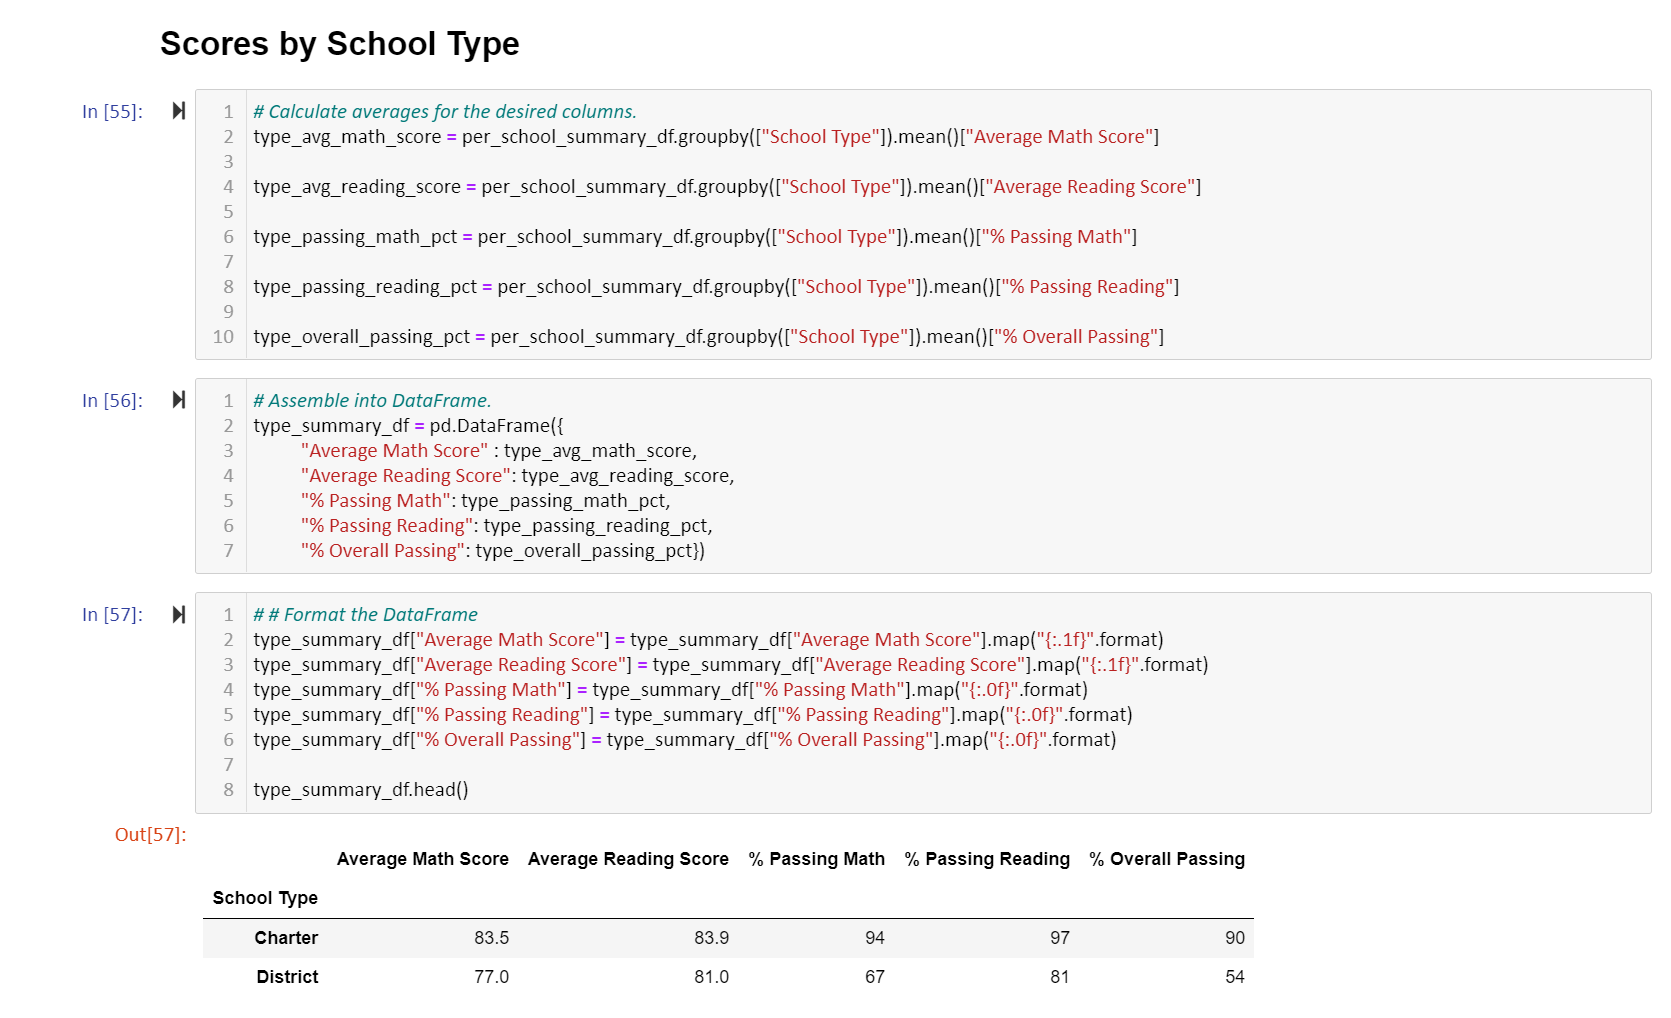 Scores by School Type
In [55]:
1 # Calculate averages for the desired columns.
2 type_avg_math_score = per_school_summary_df.groupby(["School Type"]).mean()["Average Math Score"]
3
4 type_avg_reading_score = per_school_summary_df.groupby(["School Type"]).mean()["Average Reading Score"]
5
6 type_passing_math_pct = per_school_summary_df.groupby(["School Type"]).mean()["% Passing Math"]
7
8 type_passing_reading_pct = per_school_summary_df.groupby(["School Type"]).mean()["% Passing Reading"]
9
10 type_overall_passing_pct = per_school_summary_df.groupby(["School Type"]).mean()["% Overall Passing"]
In [56]:
1 # Assemble into DataFrame.
2 type_summary_df = pd.DataFrame({
3 "Average Math Score" : type_avg_math_score,
4 "Average Reading Score": type_avg_reading_score,
5 "% Passing Math": type_passing_math_pct,
6 "% Passing Reading": type_passing_reading_pct,
7 "% Overall Passing": type_overall_passing_pct})
In [57]:
1 # # Format the DataFrame
2 type_summary_df["Average Math Score"] = type_summary_df["Average Math Score"].map("{:.1f}".format)
3 type_summary_df["Average Reading Score"] = type_summary_df["Average Reading Score"].map("{:.1f}".format)
4 type_summary_df["% Passing Math"] = type_summary_df["% Passing Math"].map("{:.0f}".format)
5 type_summary_df["% Passing Reading"] = type_summary_df["% Passing Reading"].map("{:.0f}".format)
6 type_summary_df["% Overall Passing"] = type_summary_df["% Overall Passing"].map("{:.0f}".format)
7
8 type_summary_df.head()
Out[57]:
Average Math Score Average Reading Score % Passing Math % Passing Reading % Overall Passing
School Type
Charter 83.5 83.9 94 97 90
District 77.0 81.0 67 81 54